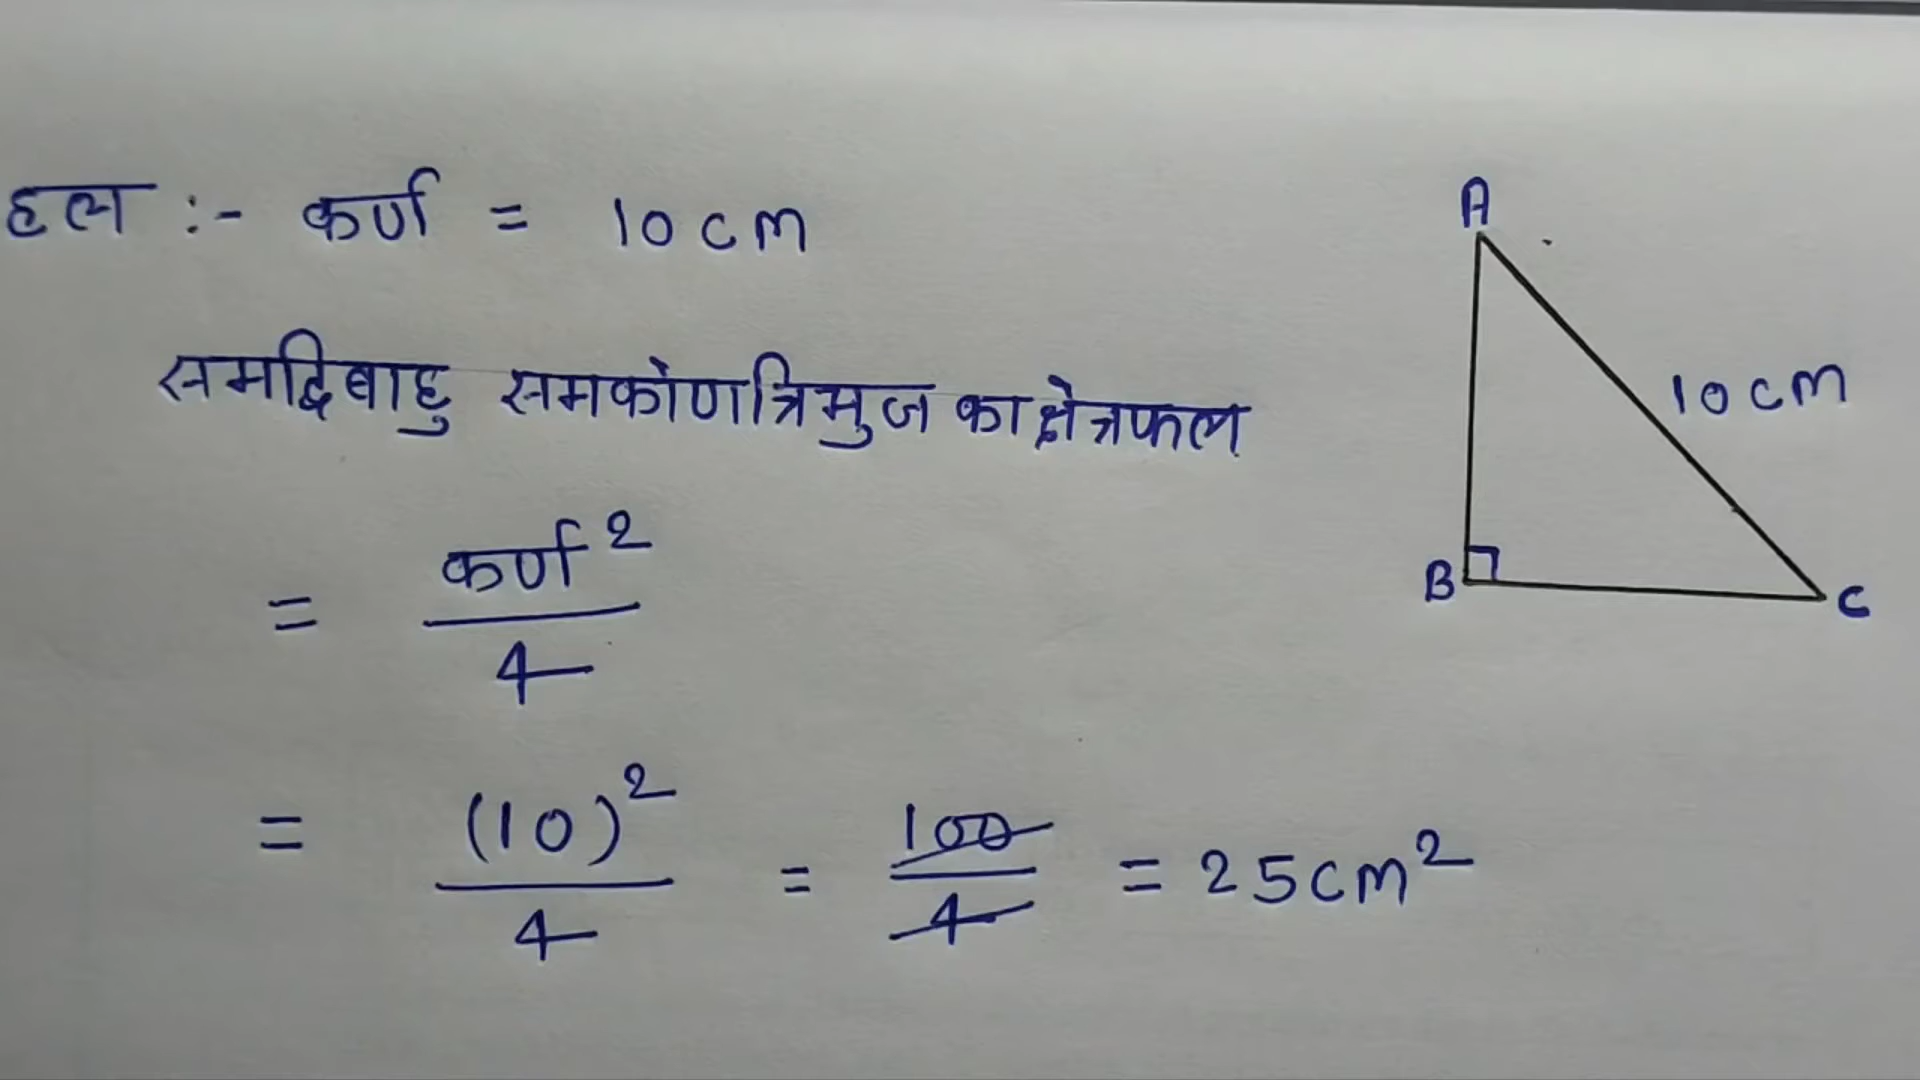 हल :- कर्ण = 10 cm
समद्विबाहु समकोण त्रिभुज का क्षेत्रफल
= कर्ण² / 4
= (10)² / 4 = 100 / 4 = 25 cm²
A
10 cm
B
C